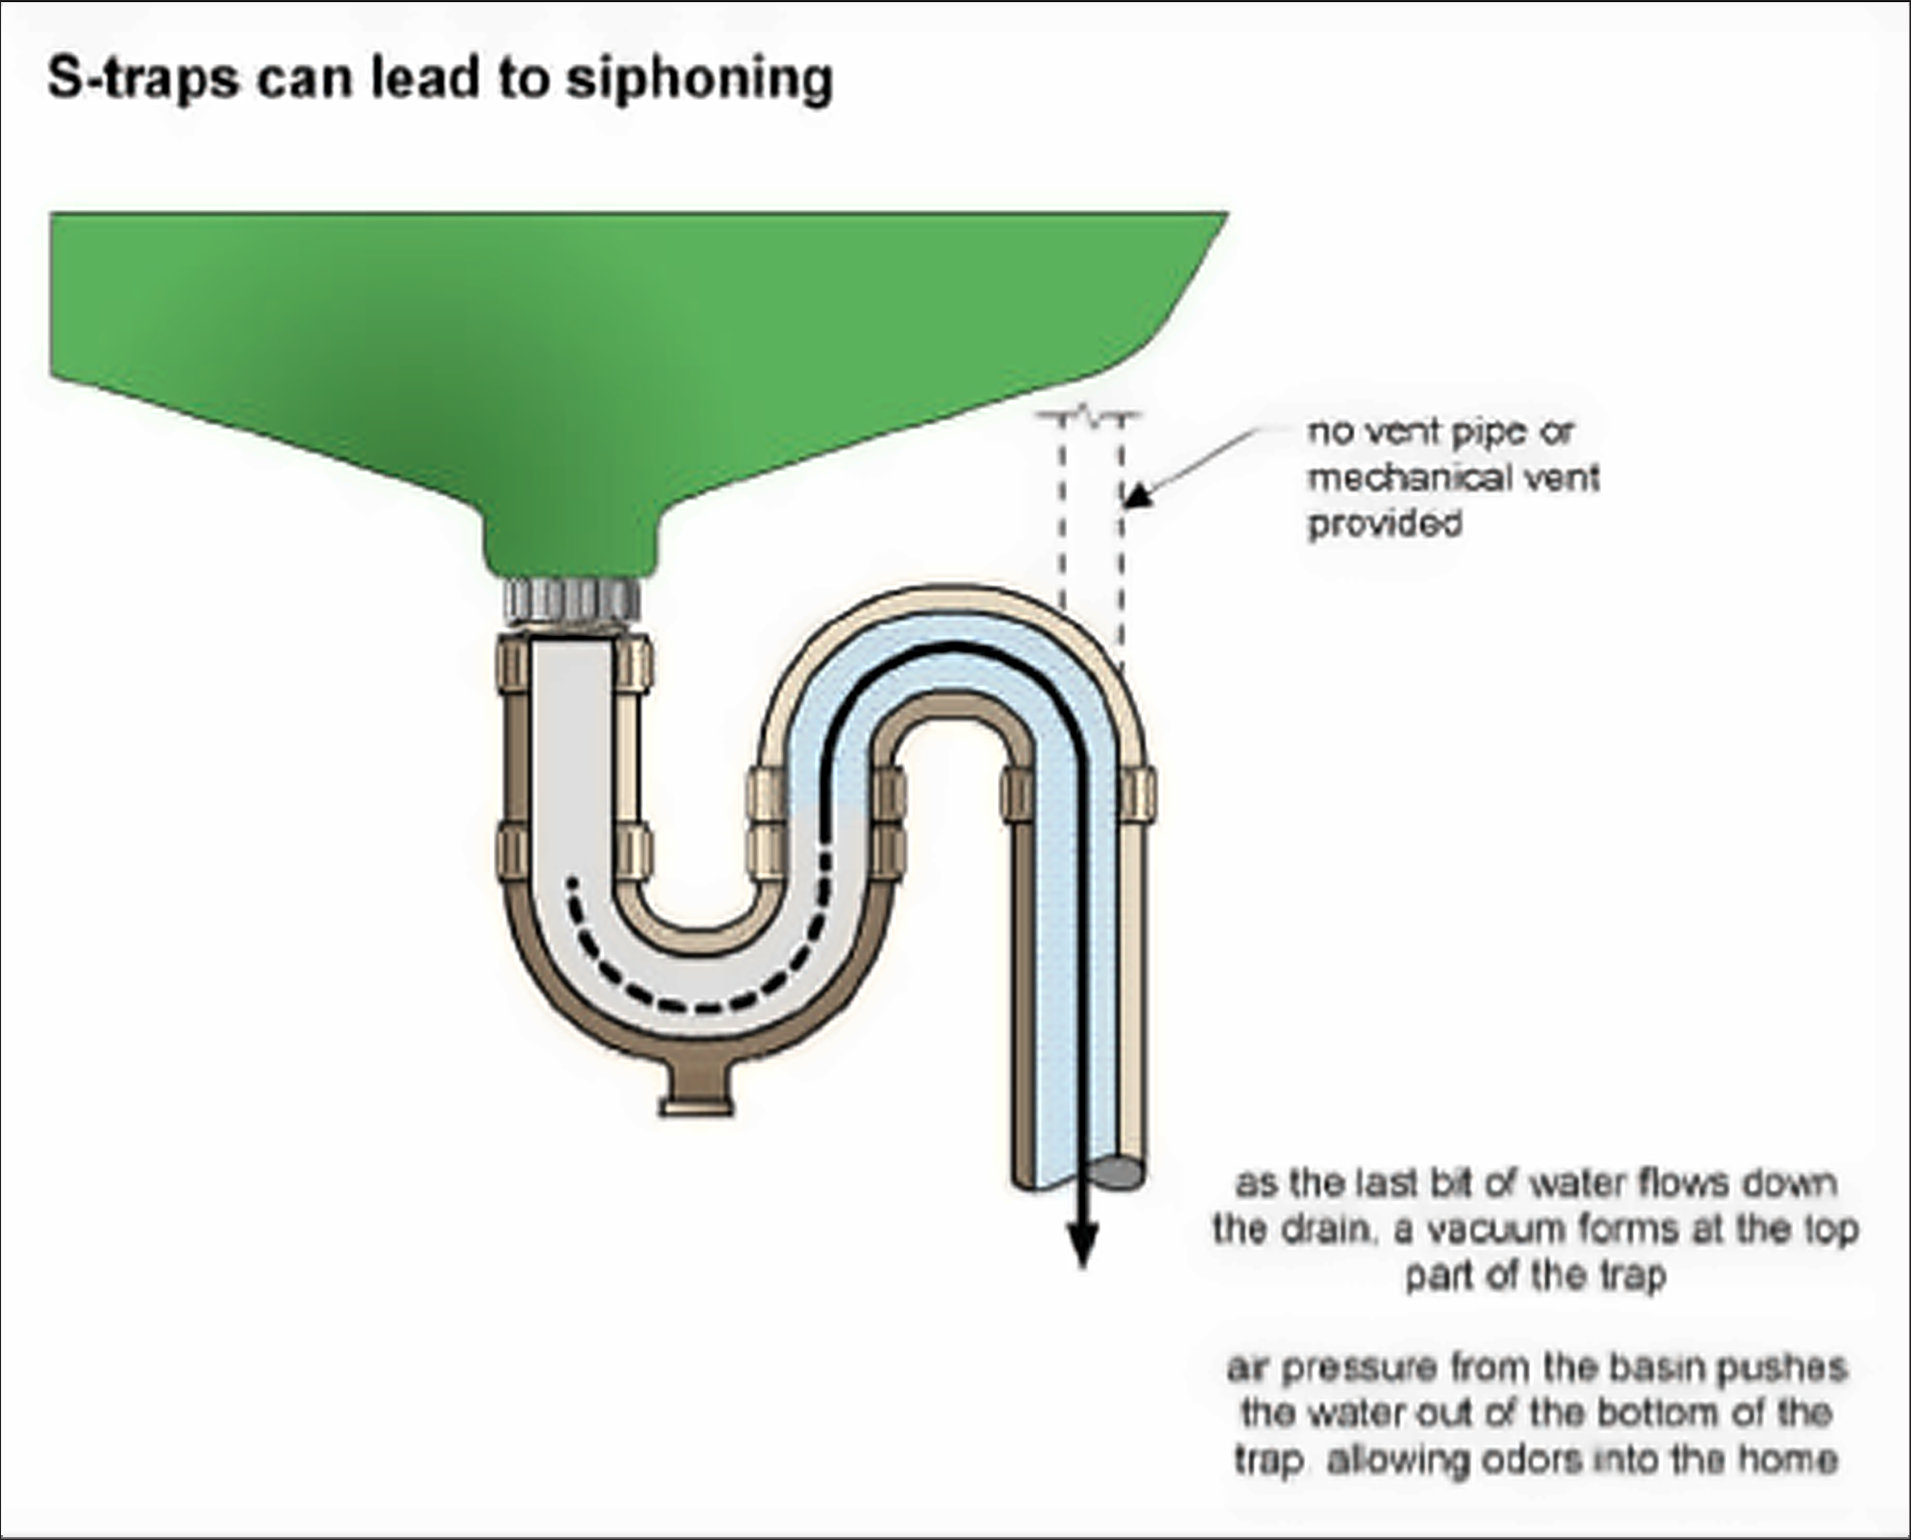 S-traps can lead to siphoning
no vent pipe or
mechanical vent
provided
as the last bit of water flows down
the drain, a vacuum forms at the top
part of the trap
air pressure from the basin pushes
the water out of the bottom of the
trap allowing odors into the home